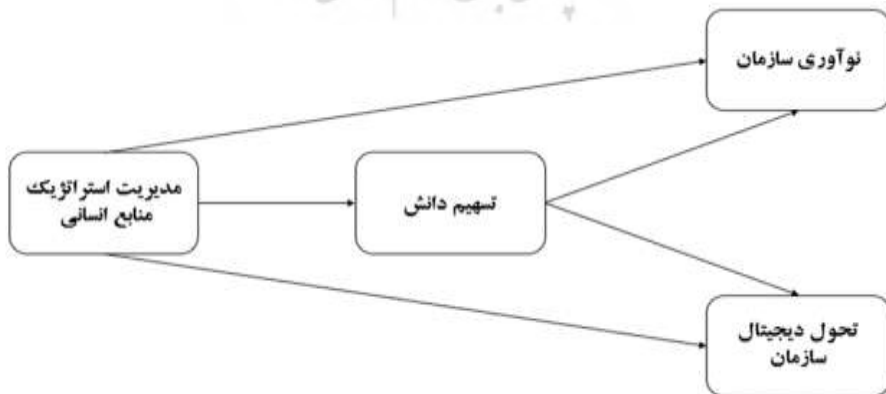 نوآوری سازمان
مدیریت استراتژیک
منابع انسانی
تسهیم دانش
تحول دیجیتال
سازمان